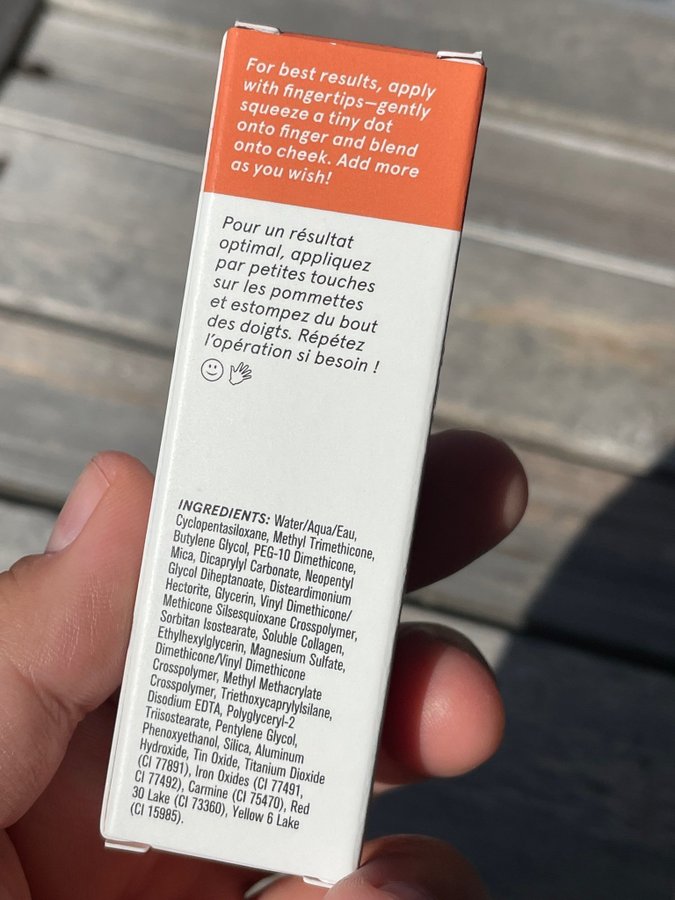 For best results, apply
with fingertips—gently
squeeze a tiny dot
onto finger and blend
onto cheek. Add more
as you wish!
Pour un résultat
optimal, appliquez
par petites touches
sur les pommettes
et estompez du bout
des doigts. Répétez
l'opération si besoin !
INGREDIENTS: Water/Aqua/Eau,
Cyclopentasiloxane, Methyl Trimethicone,
Butylene Glycol, PEG-10 Dimethicone,
Mica, Dicaprylyl Carbonate, Neopentyl
Glycol Diheptanoate, Disteardimonium
Hectorite, Glycerin, Vinyl Dimethicone/
Methicone Silsesquioxane Crosspolymer,
Sorbitan Isostearate, Soluble Collagen,
Ethylhexylglycerin, Magnesium Sulfate,
Dimethicone/Vinyl Dimethicone
Crosspolymer, Methyl Methacrylate
Crosspolymer, Triethoxycaprylylsilane,
Disodium EDTA, Polyglyceryl-2
Triisostearate, Pentylene Glycol,
Phenoxyethanol, Silica, Aluminum
Hydroxide, Tin Oxide, Titanium Dioxide
(CI 77891), Iron Oxides (CI 77491,
CI 77492), Carmine (CI 75470), Red
30 Lake (CI 73360), Yellow 6 Lake
(CI 15985).